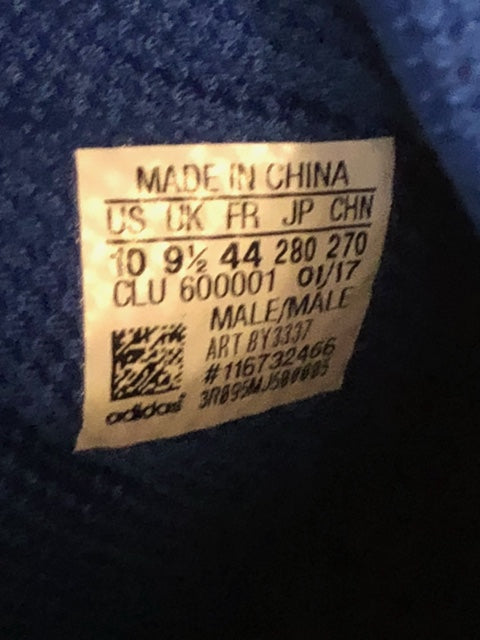 MADE IN CHINA
US UK FR JP CHN
10 9½ 44 280 270
CLU 600001 01/17
MALE/MÂLE
ART BY3337
#116732466
adidas